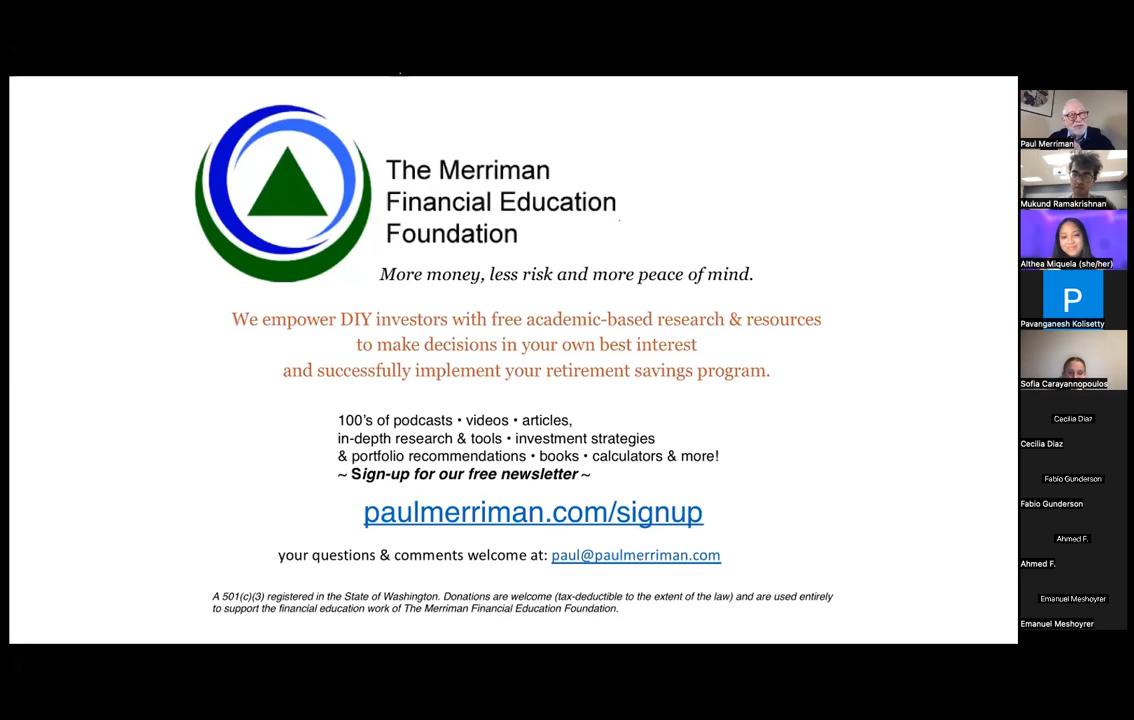 The Merriman
Financial Education
Foundation
More money, less risk and more peace of mind.
We empower DIY investors with free academic-based research & resources
to make decisions in your own best interest
and successfully implement your retirement savings program.
100's of podcasts • videos • articles,
in-depth research & tools • investment strategies
& portfolio recommendations • books • calculators & more!
~ Sign-up for our free newsletter ~
paulmerriman.com/signup
your questions & comments welcome at: paul@paulmerriman.com
A 501(c)(3) registered in the State of Washington. Donations are welcome (tax-deductible to the extent of the law) and are used entirely
to support the financial education work of The Merriman Financial Education Foundation.
Paul Merriman
Mukund Ramakrishnan
Althea Miquela (she/her)
P
Pavanganesh Kolisetty
Sofia Carayannopoulos
Cecilia Diaz
Cecilia Diaz
Fabio Gunderson
Fabio Gunderson
Ahmed F.
Ahmed F.
Emanuel Meshoyrer
Emanuel Meshoyrer